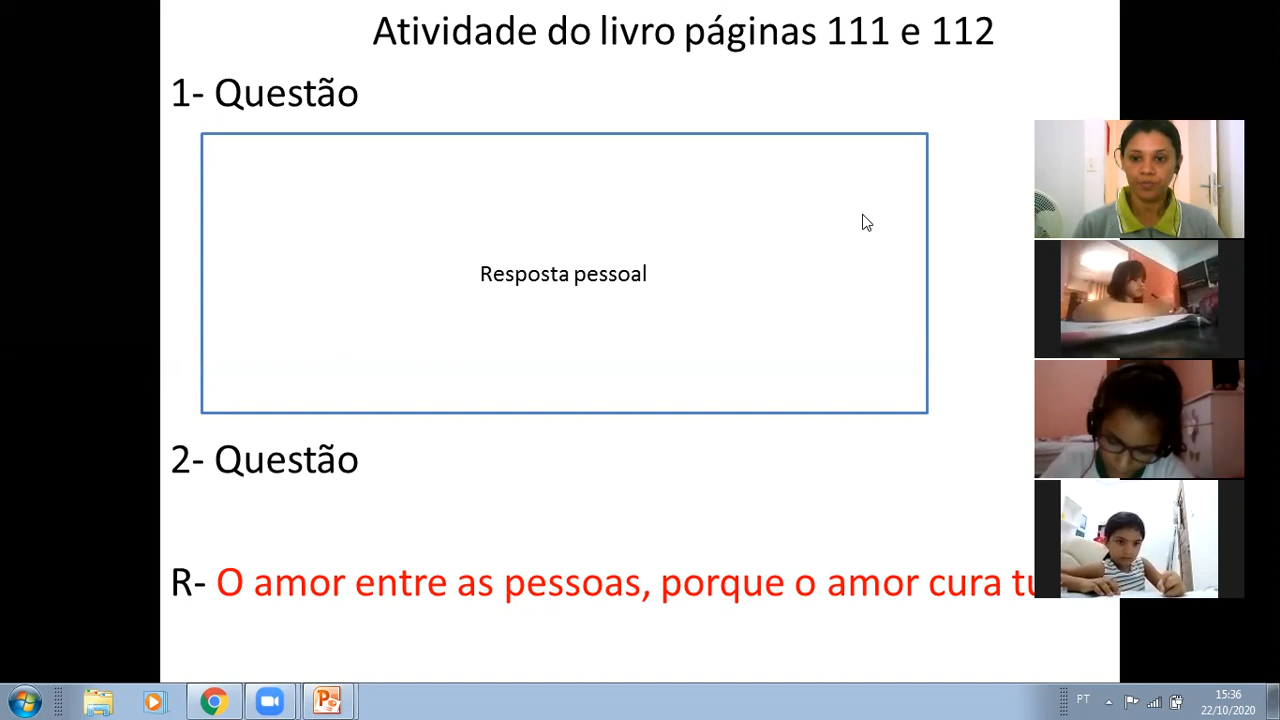 Atividade do livro páginas 111 e 112
1- Questão
Resposta pessoal
2- Questão
R- O amor entre as pessoas, porque o amor cura
PT
15:36
22/10/2020